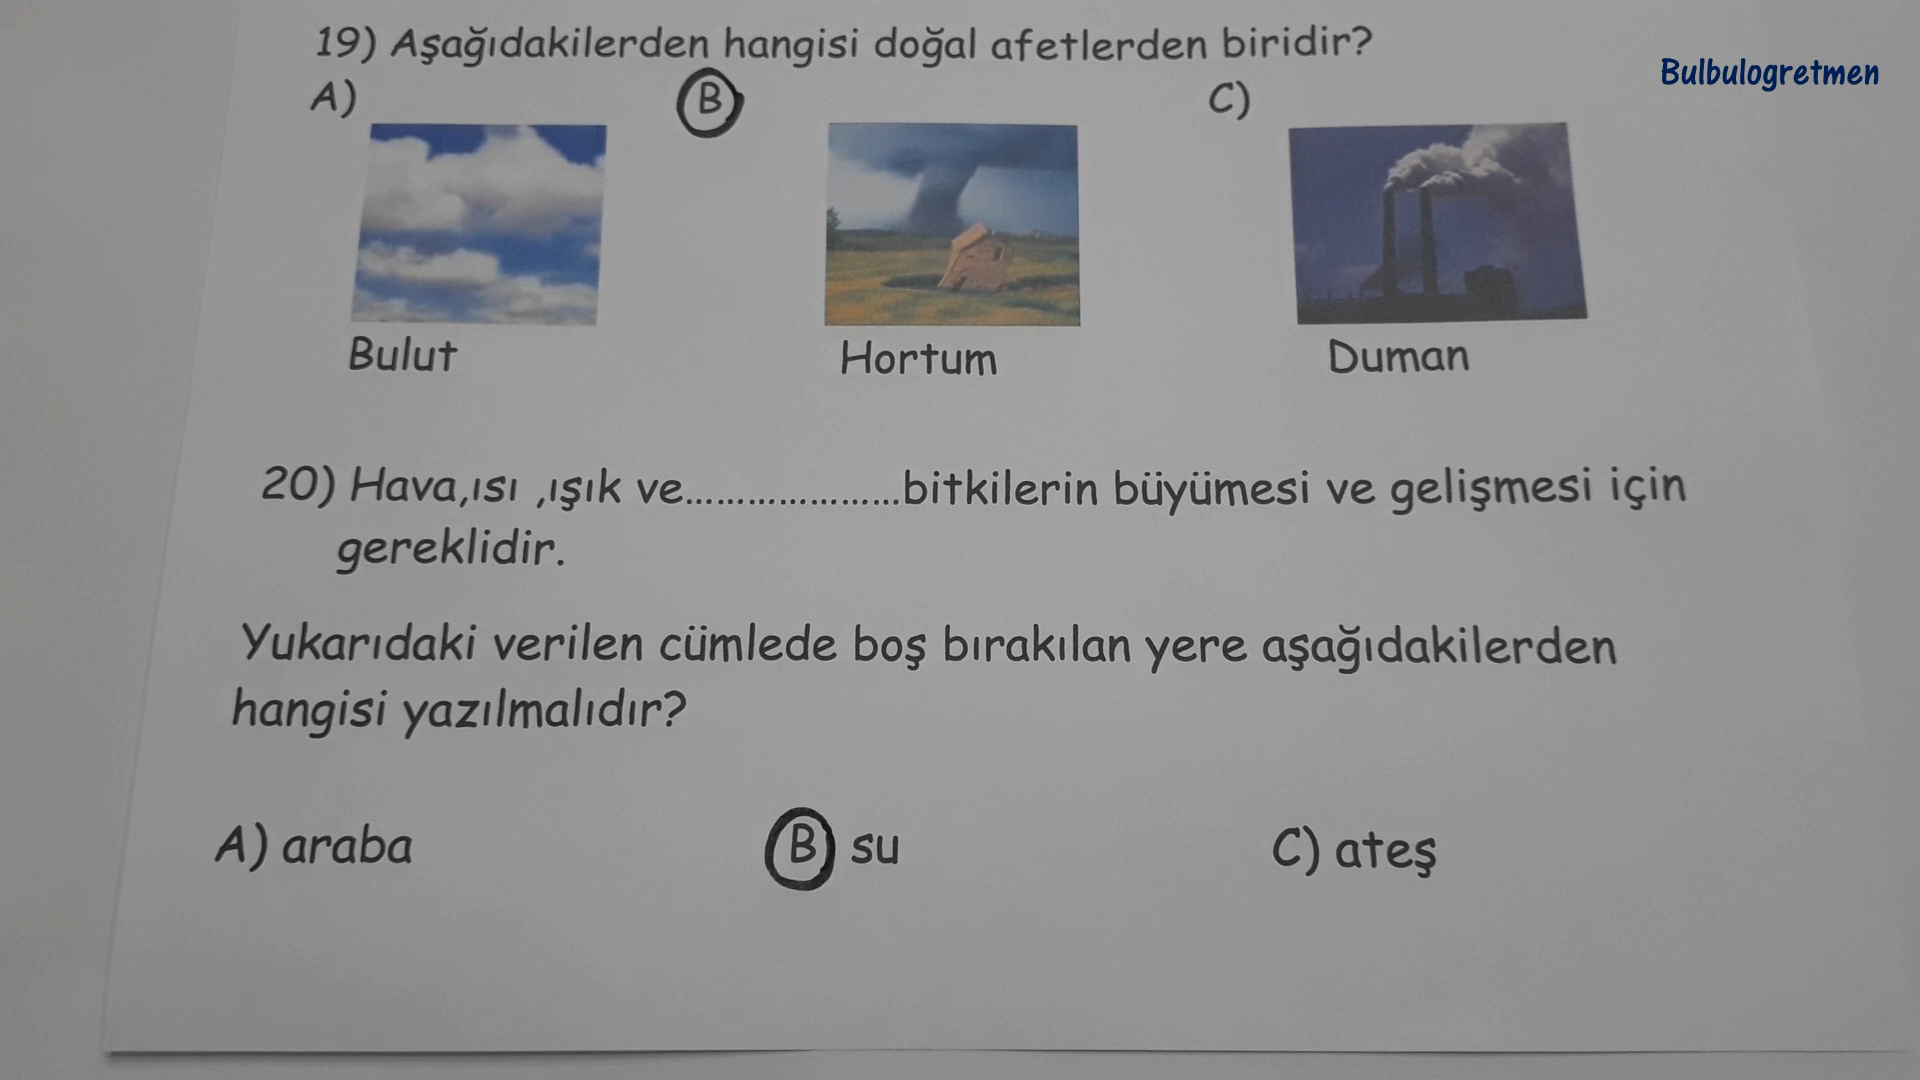 19) Aşağıdakilerden hangisi doğal afetlerden biridir?
Bulbulogretmen
A) B) C)
Bulut Hortum Duman
20) Hava,ısı ,ışık ve.....................bitkilerin büyümesi ve gelişmesi için
gereklidir.
Yukarıdaki verilen cümlede boş bırakılan yere aşağıdakilerden
hangisi yazılmalıdır?
A) araba B) su C) ateş